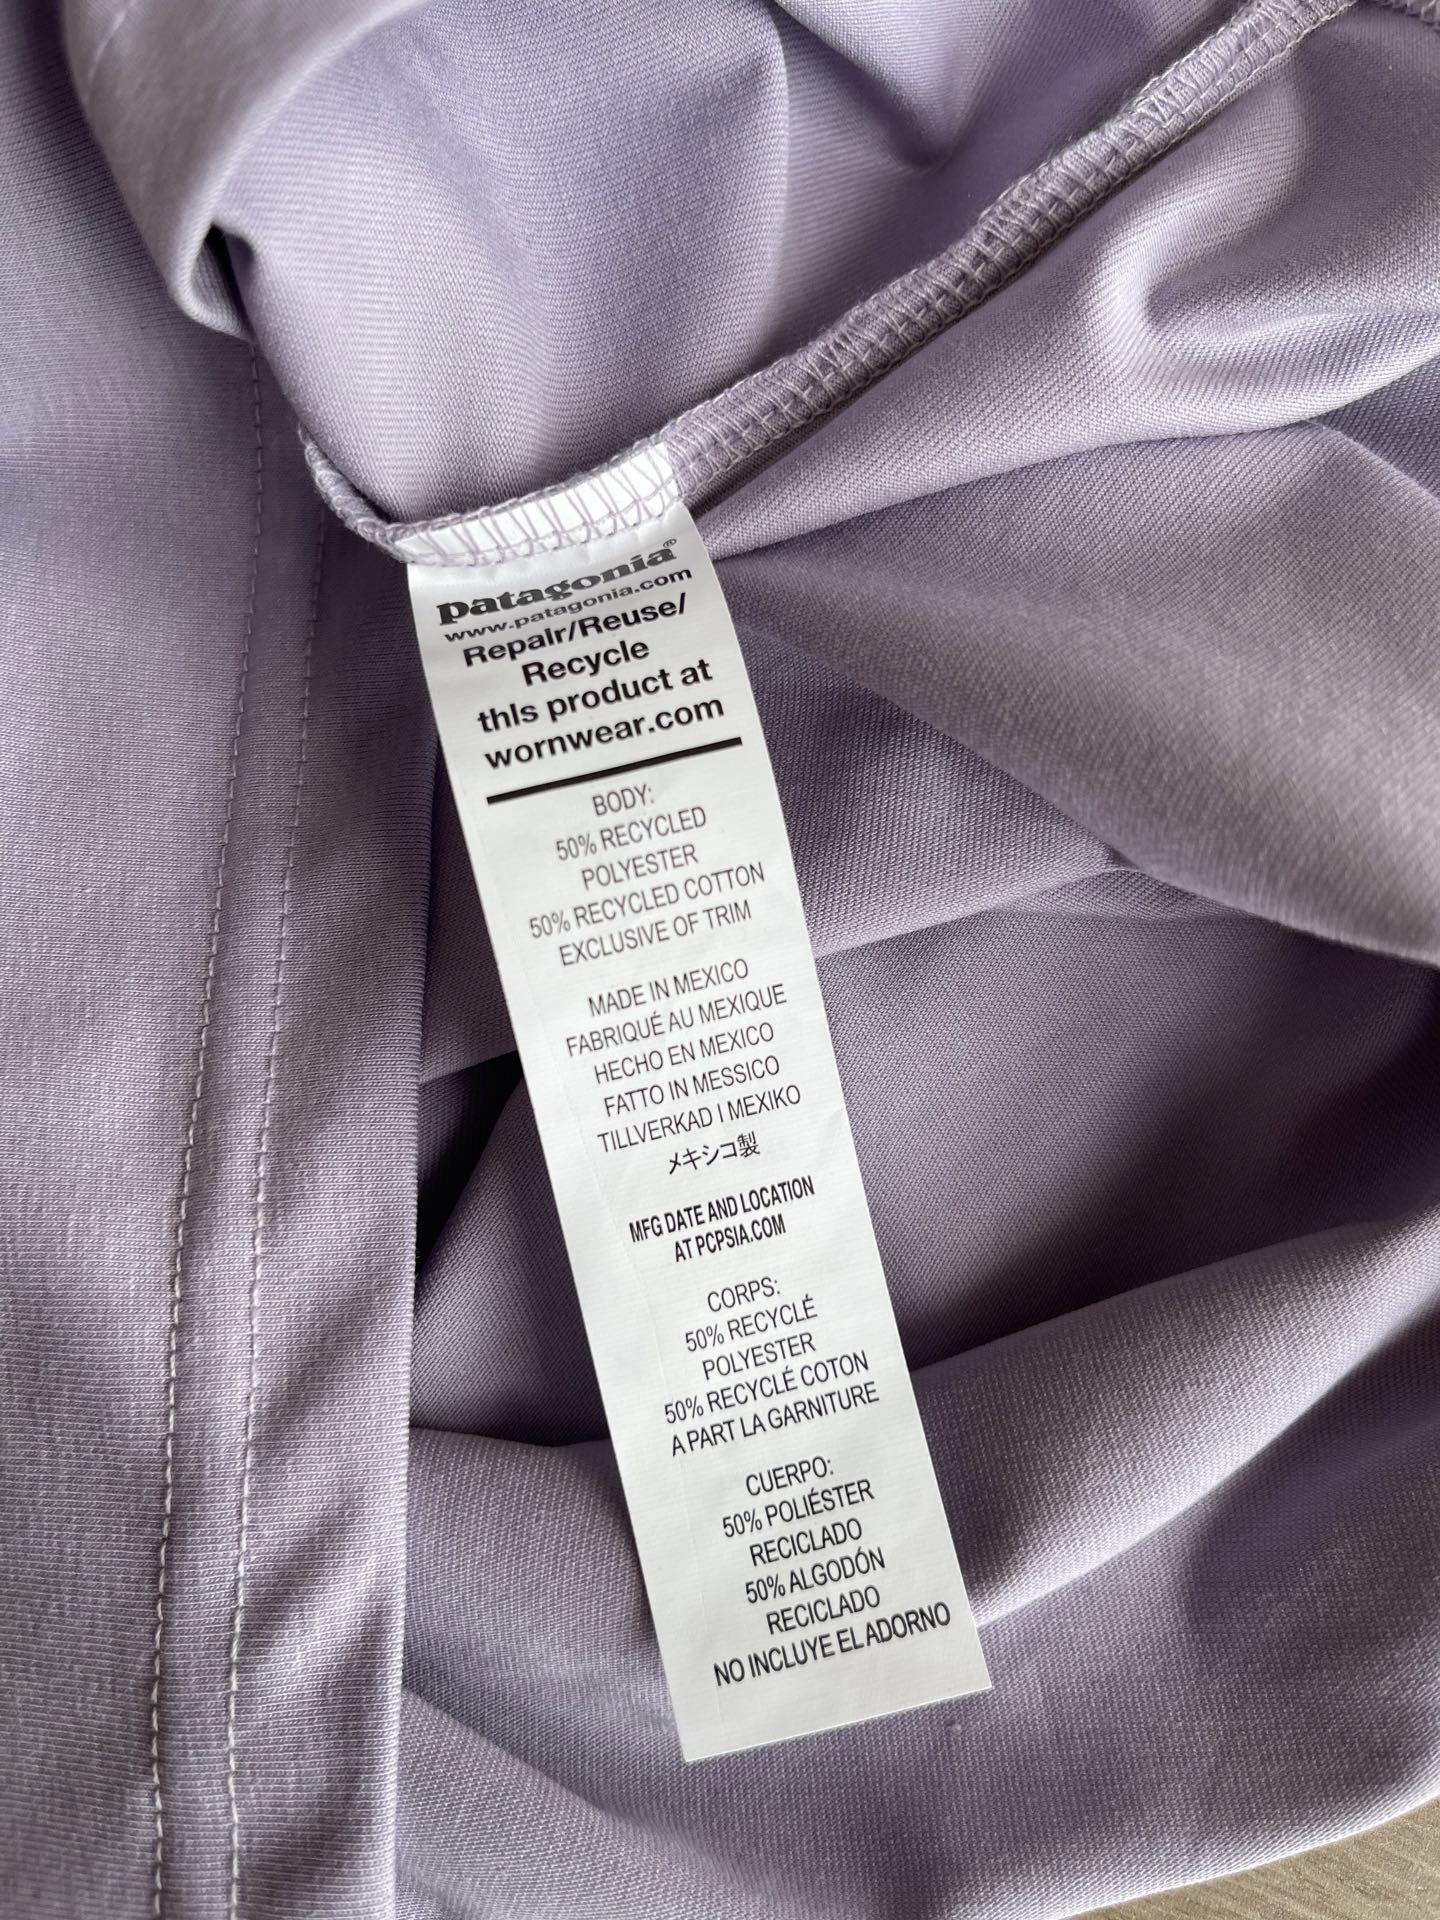 patagonia®
www.patagonia.com
Repair/Reuse/
Recycle
this product at
wornwear.com
BODY:
50% RECYCLED
POLYESTER
50% RECYCLED COTTON
EXCLUSIVE OF TRIM
MADE IN MEXICO
FABRIQUÉ AU MEXIQUE
HECHO EN MEXICO
FATTO IN MESSICO
TILLVERKAD I MEXIKO
メキシコ製
MFG DATE AND LOCATION
AT PCPSIA.COM
CORPS:
50% RECYCLÉ
POLYESTER
50% RECYCLÉ COTON
A PART LA GARNITURE
CUERPO:
50% POLIÉSTER
RECICLADO
50% ALGODÓN
RECICLADO
NO INCLUYE EL ADORNO